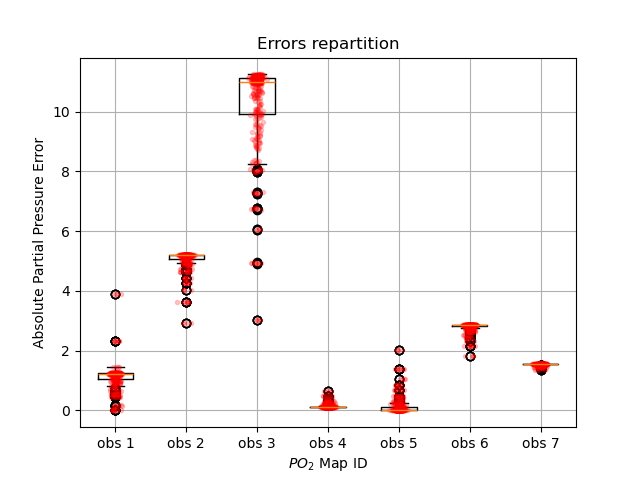 Errors repartition
Absolute Partial Pressure Error
10
8
6
4
2
0
obs 1 obs 2 obs 3 obs 4 obs 5 obs 6 obs 7
PO₂ Map ID